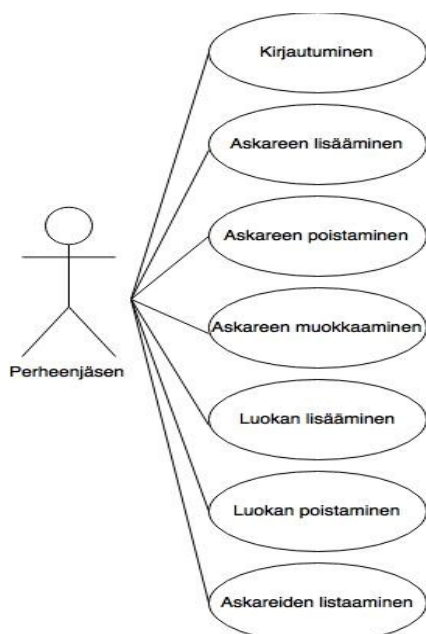 Kirjautuminen
Askareen lisääminen
Askareen poistaminen
Askareen muokkaaminen
Perheenjäsen
Luokan lisääminen
Luokan poistaminen
Askareiden listaaminen